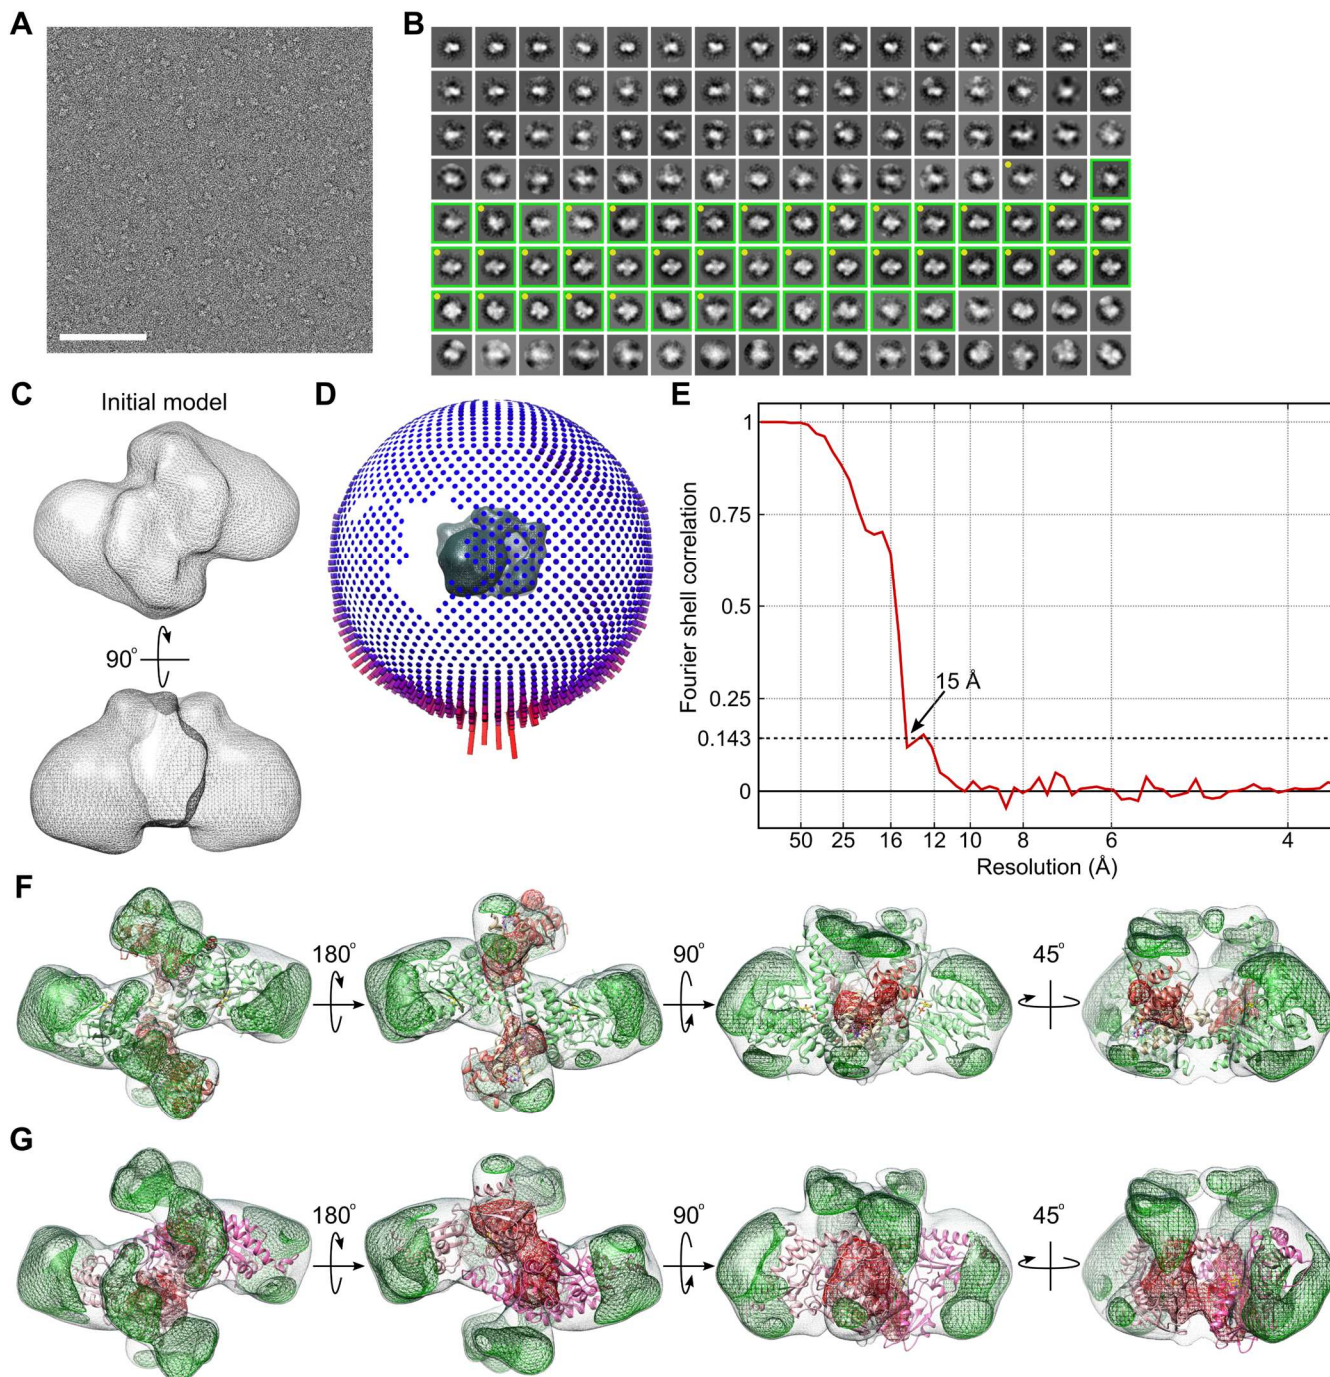 A
B
C
Initial model
90°
D
E
1
0.75
0.5
0.25
0.143
0
Fourier shell correlation
15 Å
50 25 16 12 10 8 6 4
Resolution (Å)
F
180° 90° 45°
G
180° 90° 45°